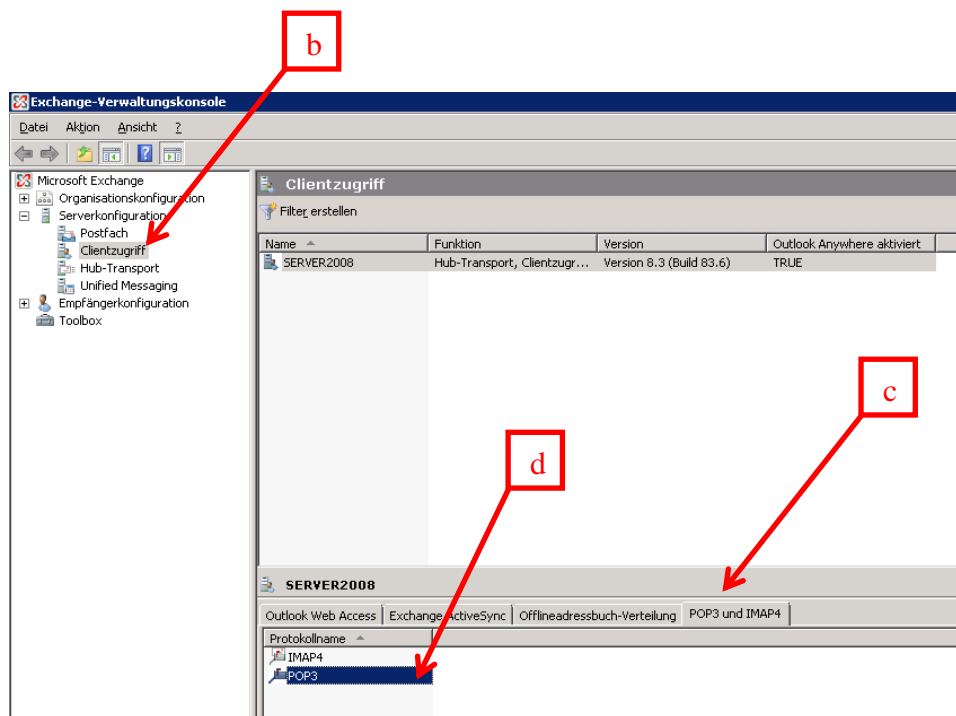 b
Exchange-Verwaltungskonsole
Datei Aktion Ansicht ?
Microsoft Exchange
Organisationskonfiguration
Serverkonfiguration
Postfach
Clientzugriff
Hub-Transport
Unified Messaging
Empfängerkonfiguration
Toolbox
Clientzugriff
Filter erstellen
Name Funktion Version Outlook Anywhere aktiviert
SERVER2008 Hub-Transport, Clientzugr... Version 8.3 (Build 83.6) TRUE
c
d
SERVER2008
Outlook Web Access Exchange ActiveSync Offlineadressbuch-Verteilung POP3 und IMAP4
Protokollname
IMAP4
POP3